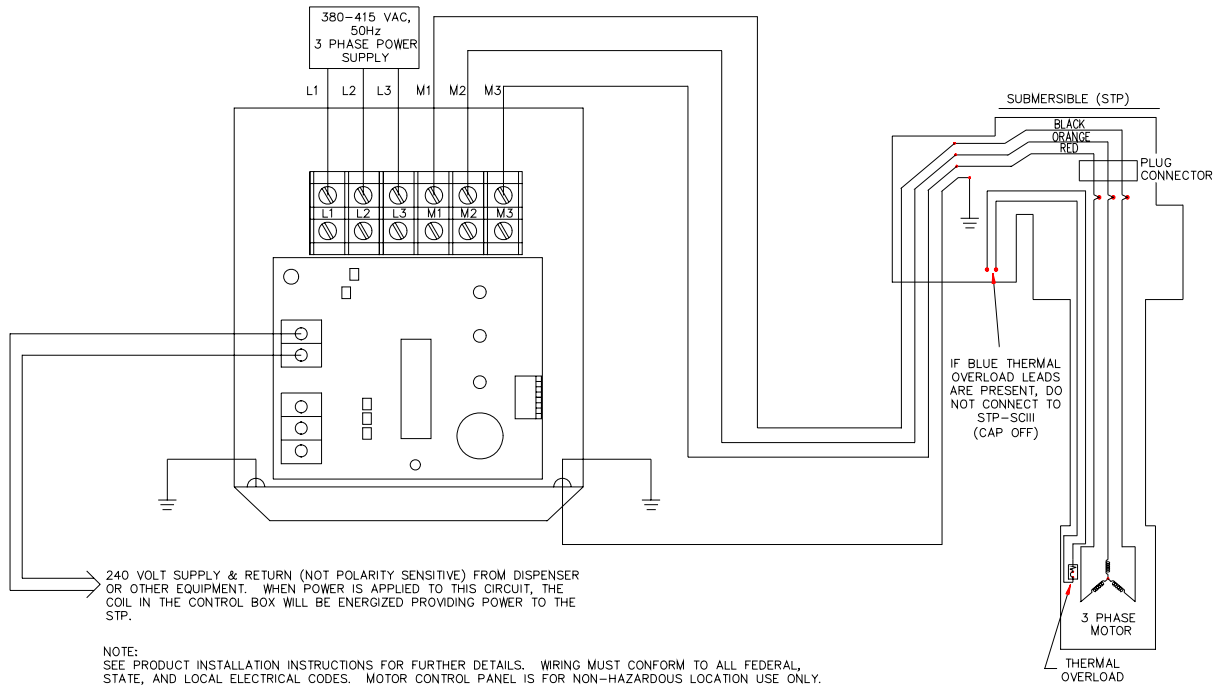 380-415 VAC,
50Hz
3 PHASE POWER
SUPPLY
L1 L2 L3 M1 M2 M3
SUBMERSIBLE (STP)
BLACK
ORANGE
RED
PLUG
CONNECTOR
L1 L2 L3 M1 M2 M3
IF BLUE THERMAL
OVERLOAD LEADS
ARE PRESENT, DO
NOT CONNECT TO
STP-SCIII
(CAP OFF)
240 VOLT SUPPLY & RETURN (NOT POLARITY SENSITIVE) FROM DISPENSER
OR OTHER EQUIPMENT. WHEN POWER IS APPLIED TO THIS CIRCUIT, THE
COIL IN THE CONTROL BOX WILL BE ENERGIZED PROVIDING POWER TO THE
STP.
3 PHASE
MOTOR
THERMAL
OVERLOAD
NOTE:
SEE PRODUCT INSTALLATION INSTRUCTIONS FOR FURTHER DETAILS. WIRING MUST CONFORM TO ALL FEDERAL,
STATE, AND LOCAL ELECTRICAL CODES. MOTOR CONTROL PANEL IS FOR NON-HAZARDOUS LOCATION USE ONLY.